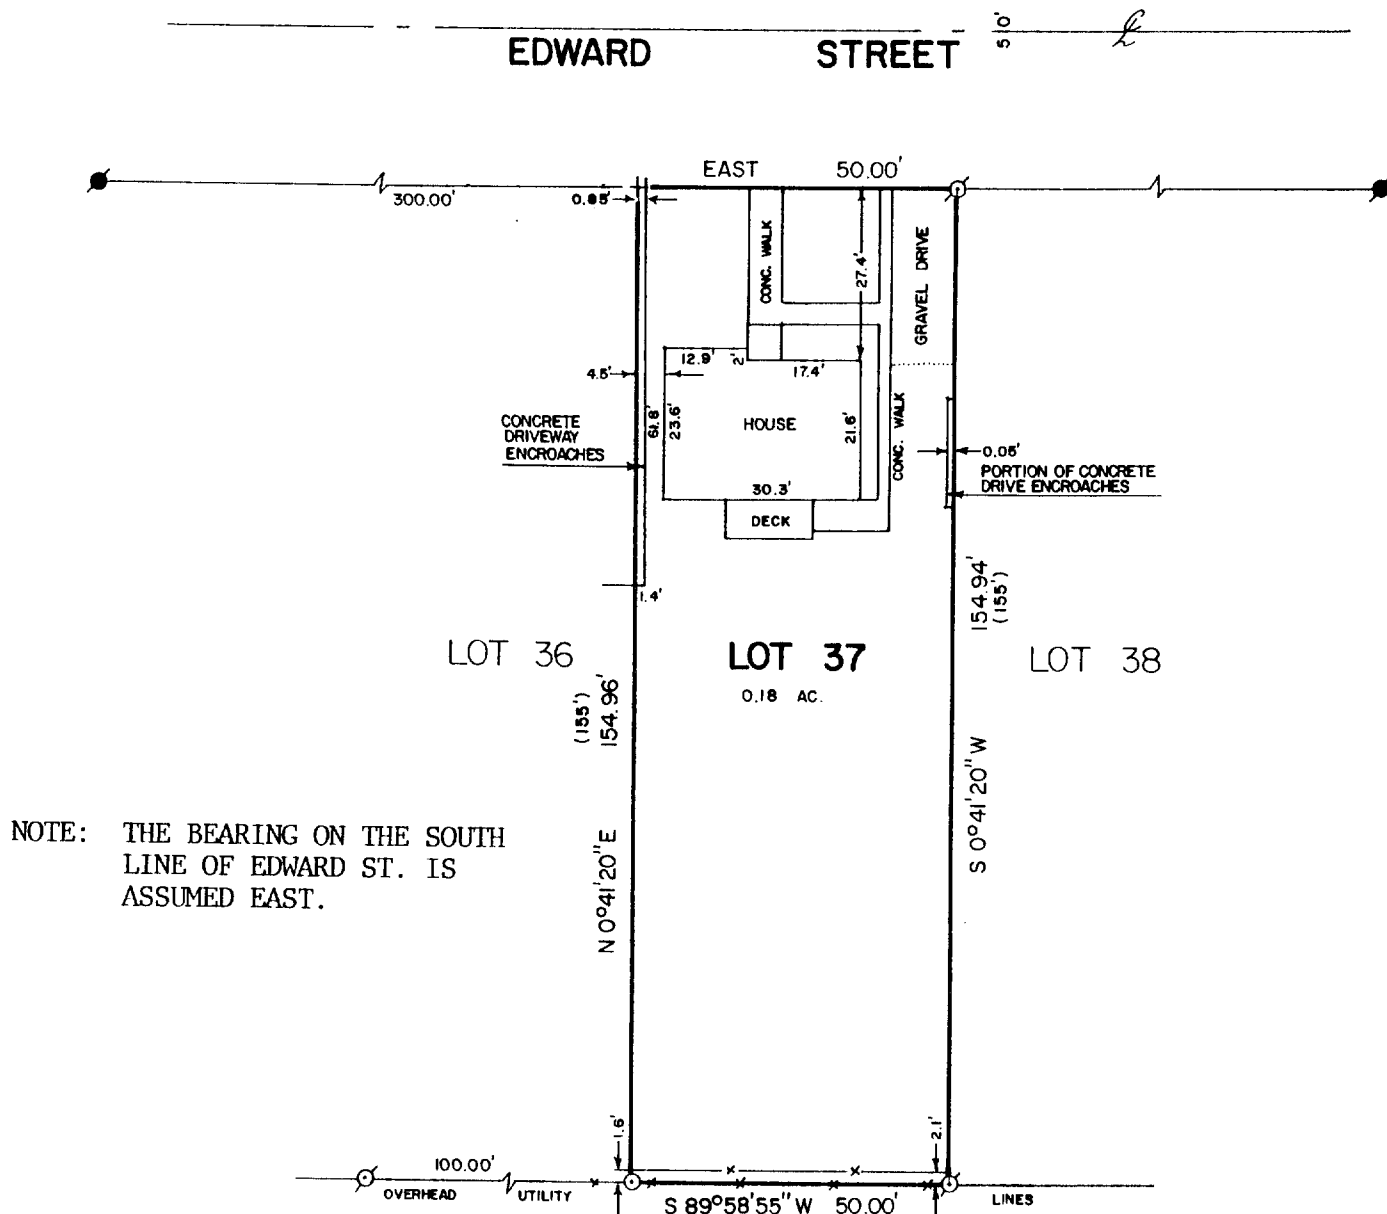 EDWARD STREET
EAST 50.00'
300.00'
0.85'
CONC. WALK
27.4'
GRAVEL DRIVE
12.9'
2'
17.4'
4.5'
61.8'
23.6'
HOUSE
21.6'
CONC. WALK
CONCRETE
DRIVEWAY
ENCROACHES
0.05'
PORTION OF CONCRETE
DRIVE ENCROACHES
30.3'
DECK
1.4'
154.94'
(155')
LOT 36
LOT 37
LOT 38
0.18 AC.
(155')
154.96'
S 0°41'20" W
N 0°41'20" E
NOTE: THE BEARING ON THE SOUTH
LINE OF EDWARD ST. IS
ASSUMED EAST.
1.6'
2.1'
100.00'
OVERHEAD UTILITY LINES
S 89°58'55" W 50.00'